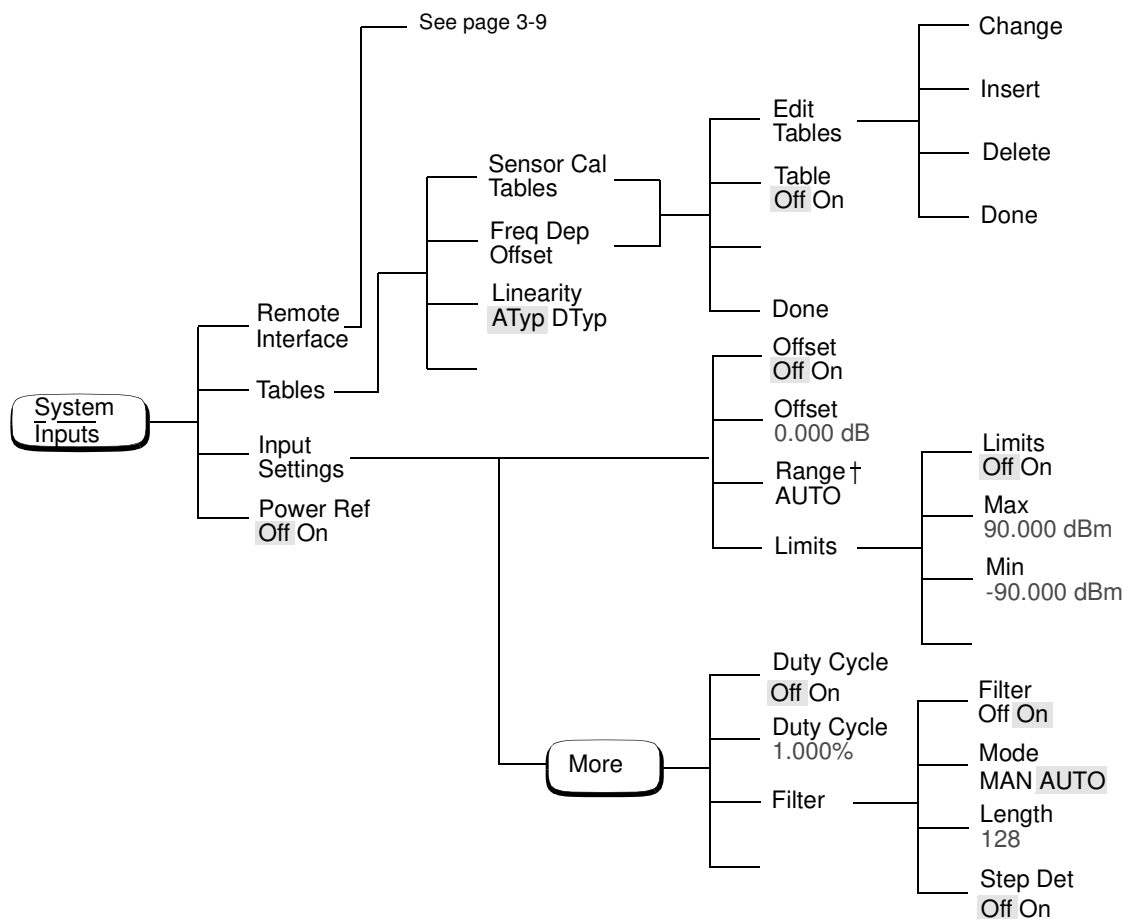 See page 3-9
Change
Insert
Delete
Done
Edit
Tables
Table
Off On
Done
Sensor Cal
Tables
Freq Dep
Offset
Linearity
ATyp DTyp
Remote
Interface
Tables
Input
Settings
Power Ref
Off On
System
Inputs
Offset
Off On
Offset
0.000 dB
Range†
AUTO
Limits
Limits
Off On
Max
90.000 dBm
Min
-90.000 dBm
More
Duty Cycle
Off On
Duty Cycle
1.000%
Filter
Filter
Off On
Mode
MAN AUTO
Length
128
Step Det
Off On